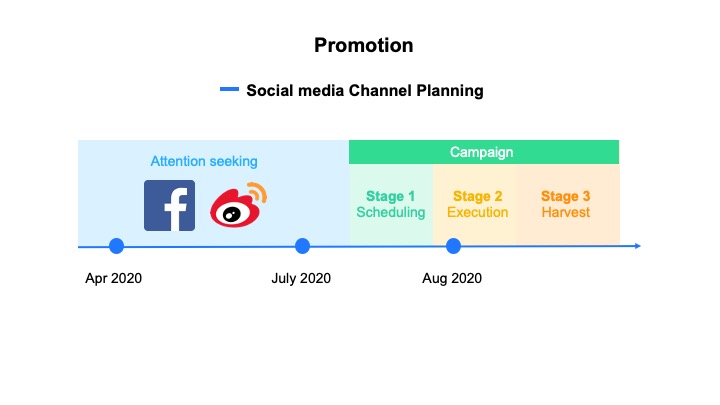 Promotion
Social media Channel Planning
Campaign
Attention seeking
Stage 1
Scheduling
Stage 2
Execution
Stage 3
Harvest
Apr 2020
July 2020
Aug 2020